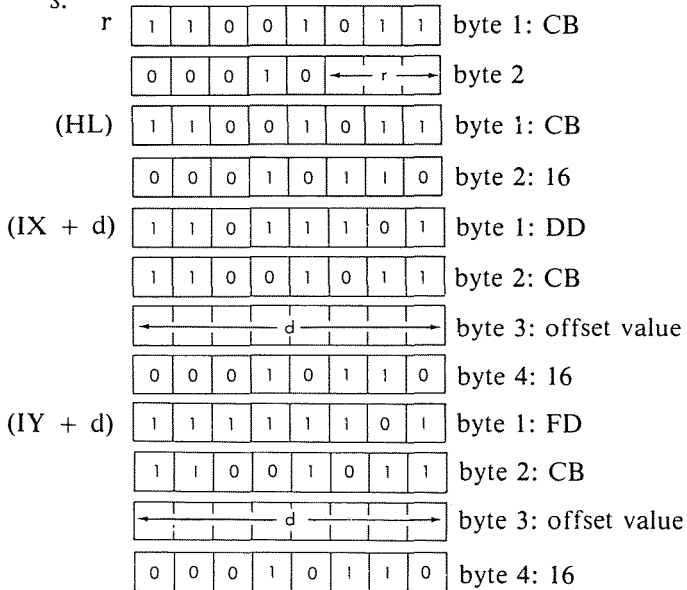 s:
r 1 1 0 0 1 0 1 1 byte 1: CB
0 0 0 1 0 r byte 2
(HL) 1 1 0 0 1 0 1 1 byte 1: CB
0 0 0 1 0 1 1 0 byte 2: 16
(IX + d) 1 1 0 1 1 1 0 1 byte 1: DD
1 1 0 0 1 0 1 1 byte 2: CB
d byte 3: offset value
0 0 0 1 0 1 1 0 byte 4: 16
(IY + d) 1 1 1 1 1 1 0 1 byte 1: FD
1 1 0 0 1 0 1 1 byte 2: CB
d byte 3: offset value
0 0 0 1 0 1 1 0 byte 4: 16